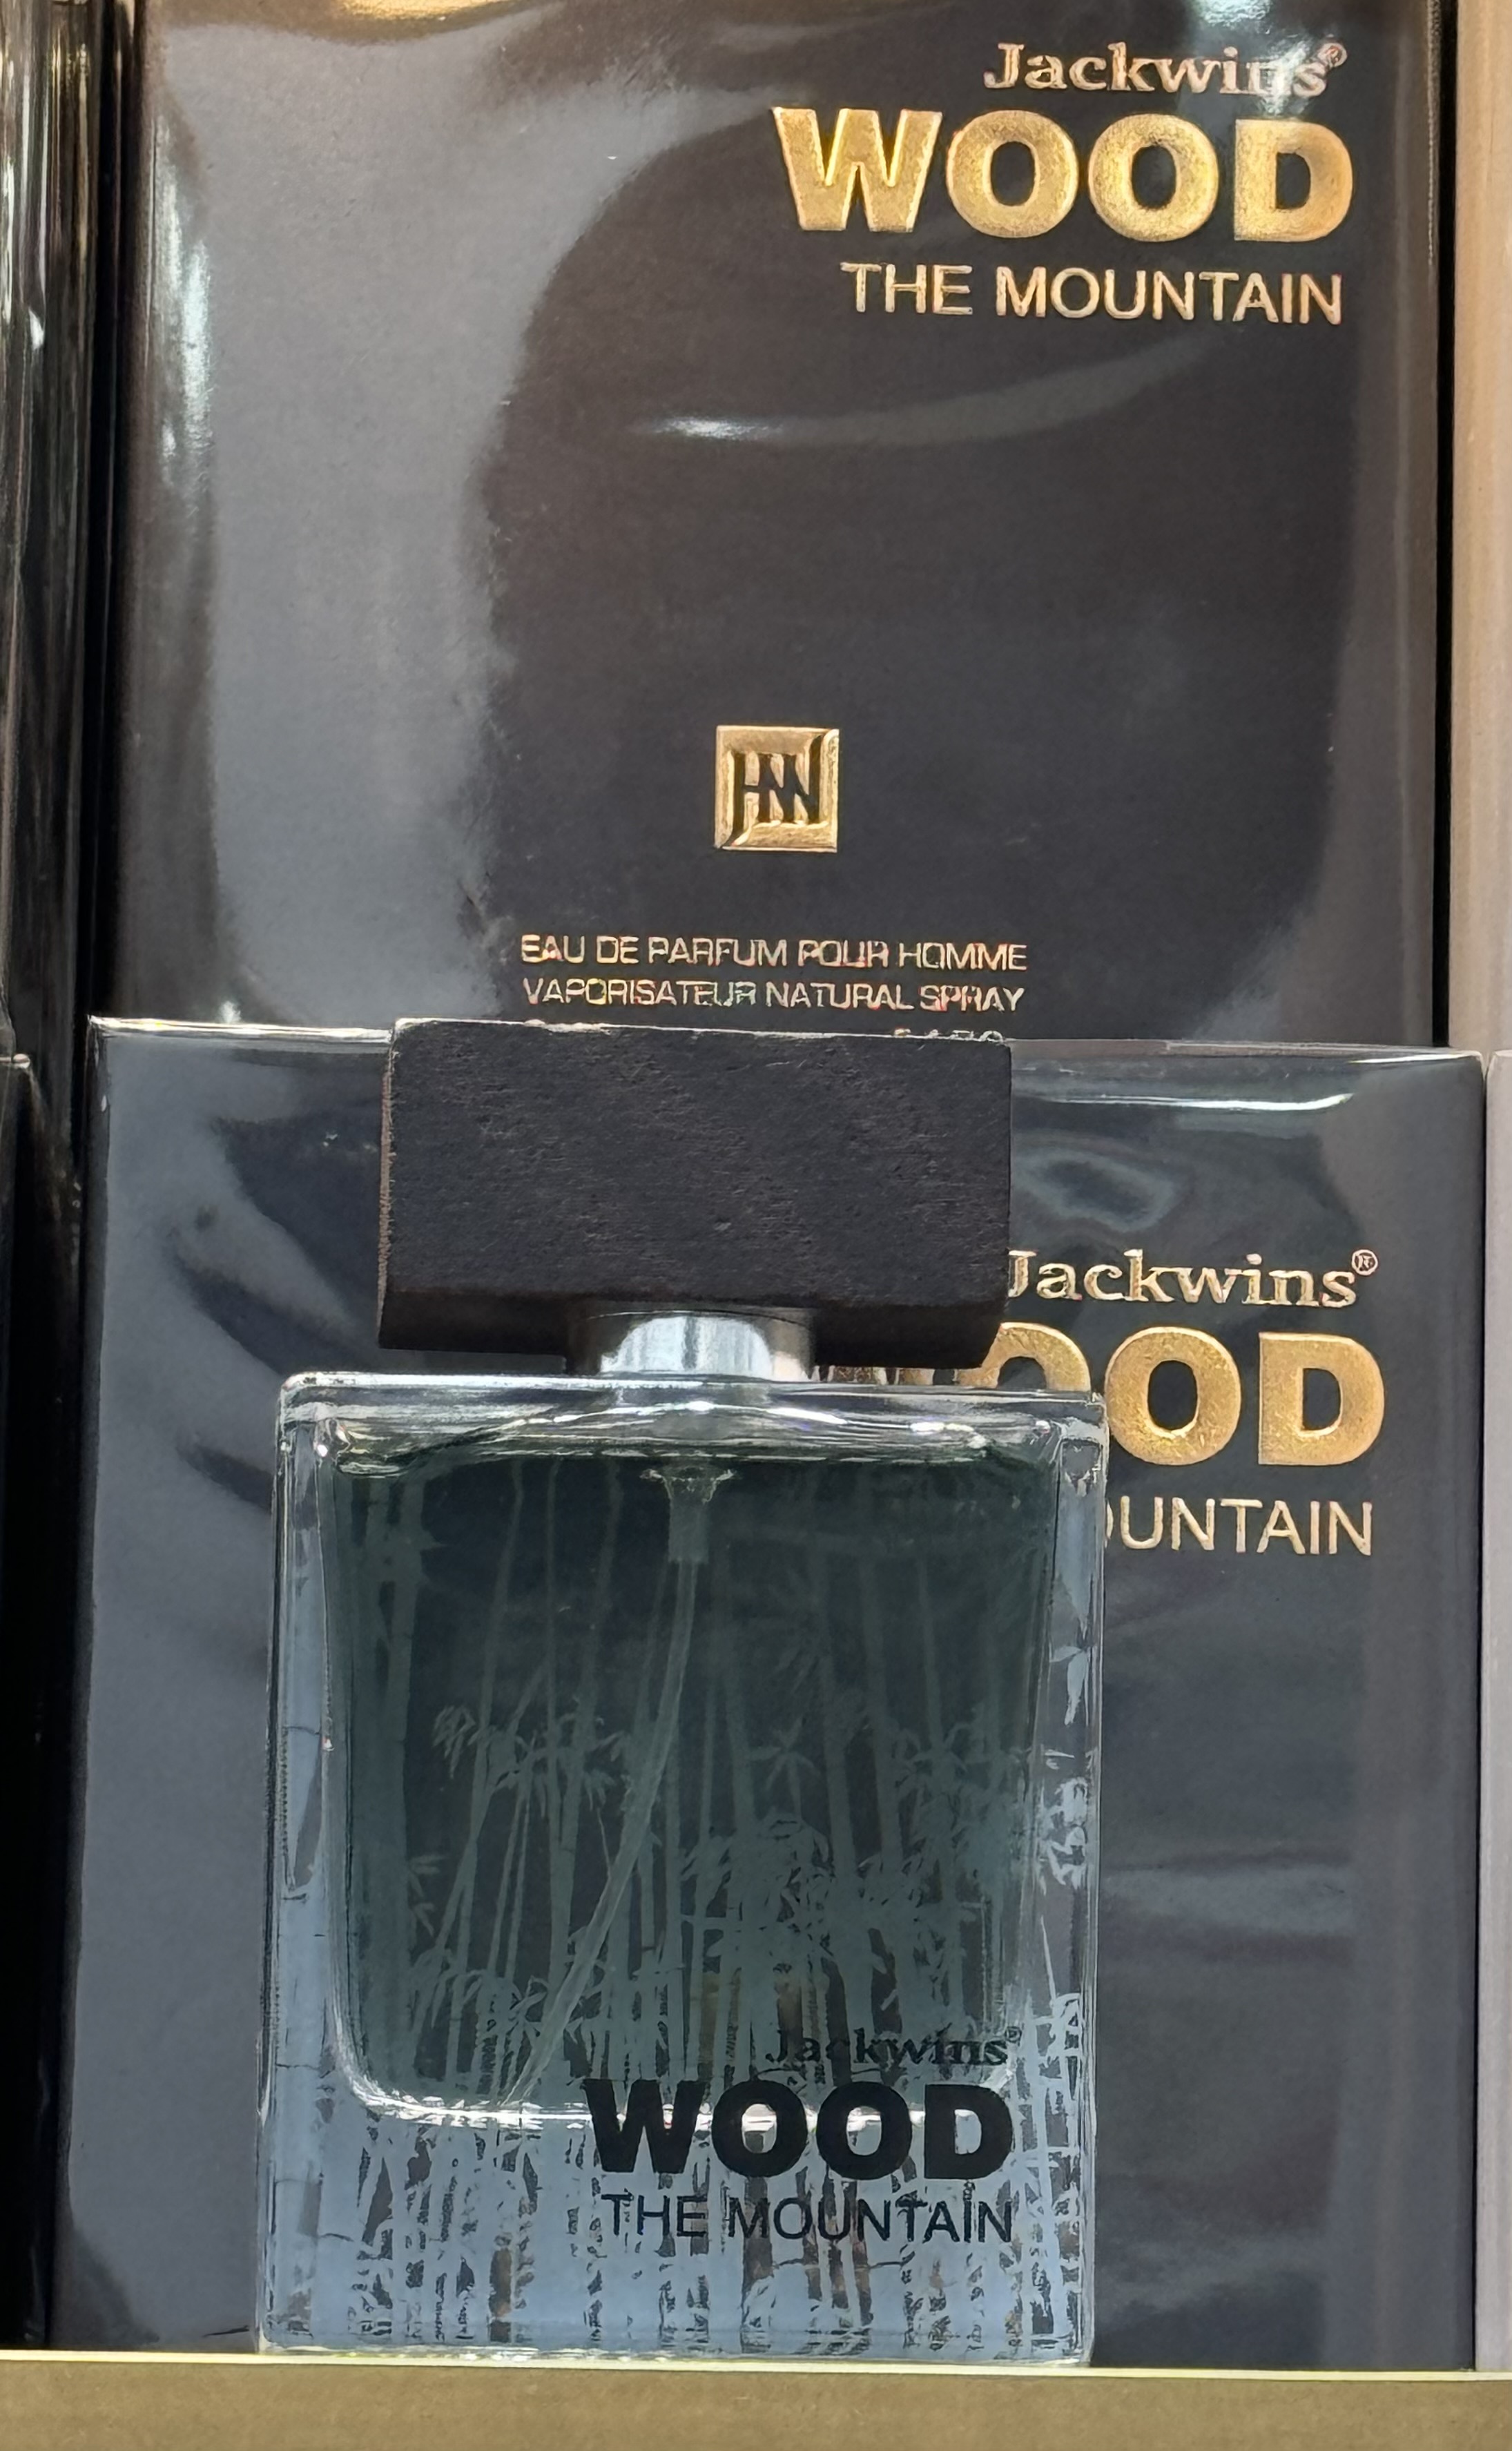 Jackwins®
WOOD
THE MOUNTAIN
EAU DE PARFUM POUR HOMME
VAPORISATEUR NATURAL SPRAY
Jackwins®
OOD
OUNTAIN
Jackwins®
WOOD
THE MOUNTAIN